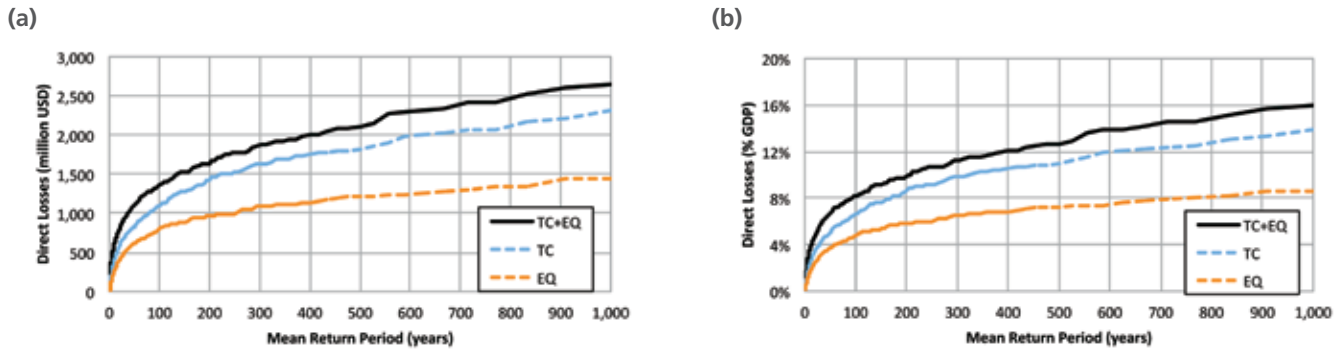 (a)
Direct Losses (million USD)
3,000
2,500
2,000
1,500
1,000
500
0
TC+EQ
TC
EQ
0 100 200 300 400 500 600 700 800 900 1,000
Mean Return Period (years)
(b)
Direct Losses (% GDP)
20%
16%
12%
8%
4%
0%
TC+EQ
TC
EQ
0 100 200 300 400 500 600 700 800 900 1,000
Mean Return Period (years)